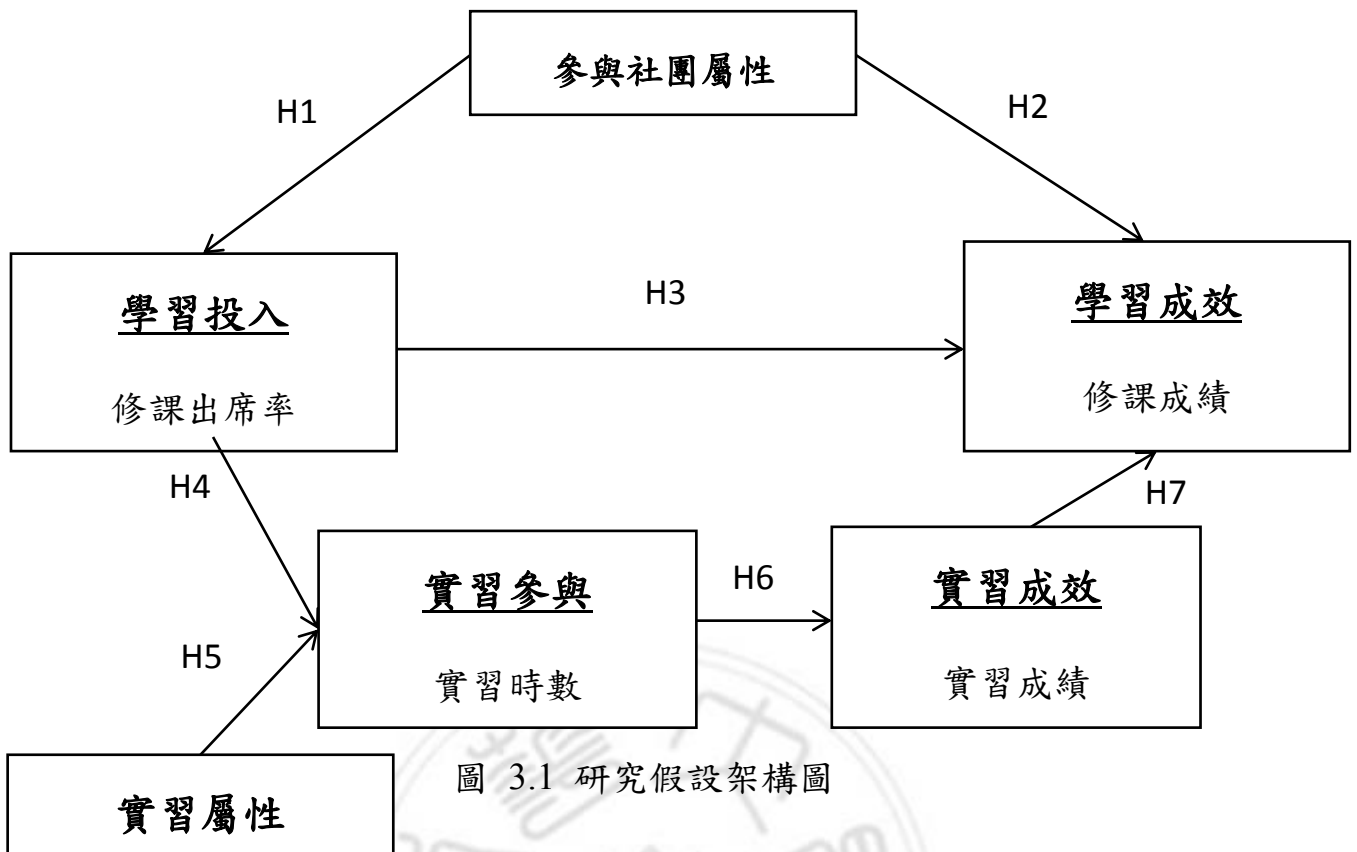 參與社團屬性
H1
H2
學習投入
修課出席率
H3
學習成效
修課成績
H4
H7
實習參與
實習時數
H6
實習成效
實習成績
H5
圖 3.1 研究假設架構圖
實習屬性